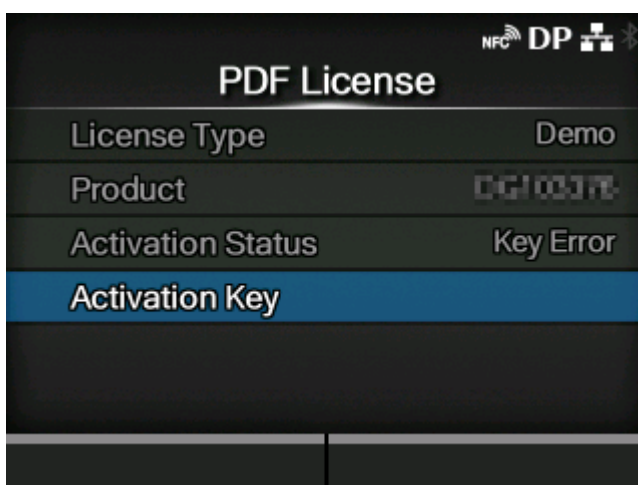 NFC DP
PDF License
License Type Demo
Product
Activation Status Key Error
Activation Key